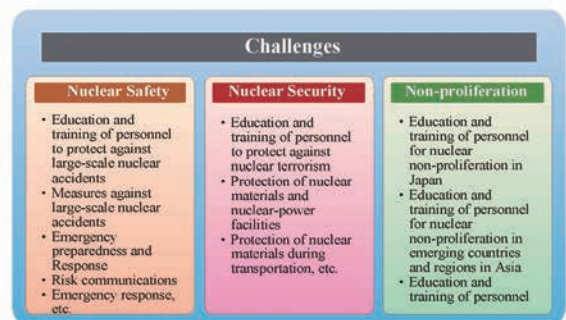 Challenges
Nuclear Safety
• Education and
training of personnel
to protect against
large-scale nuclear
accidents
• Measures against
large-scale nuclear
accidents
• Emergency
preparedness and
Response
• Risk communications
• Emergency response,
etc.
Nuclear Security
• Education and
training of personnel
to protect against
nuclear terrorism
• Protection of nuclear
materials and
nuclear-power
facilities
• Protection of nuclear
materials during
transportation, etc.
Non-proliferation
• Education and
training of personnel
for nuclear
non-proliferation in
Japan
• Education and
training of personnel
for nuclear
non-proliferation in
emerging countries
and regions in Asia
• Education and
training of personnel